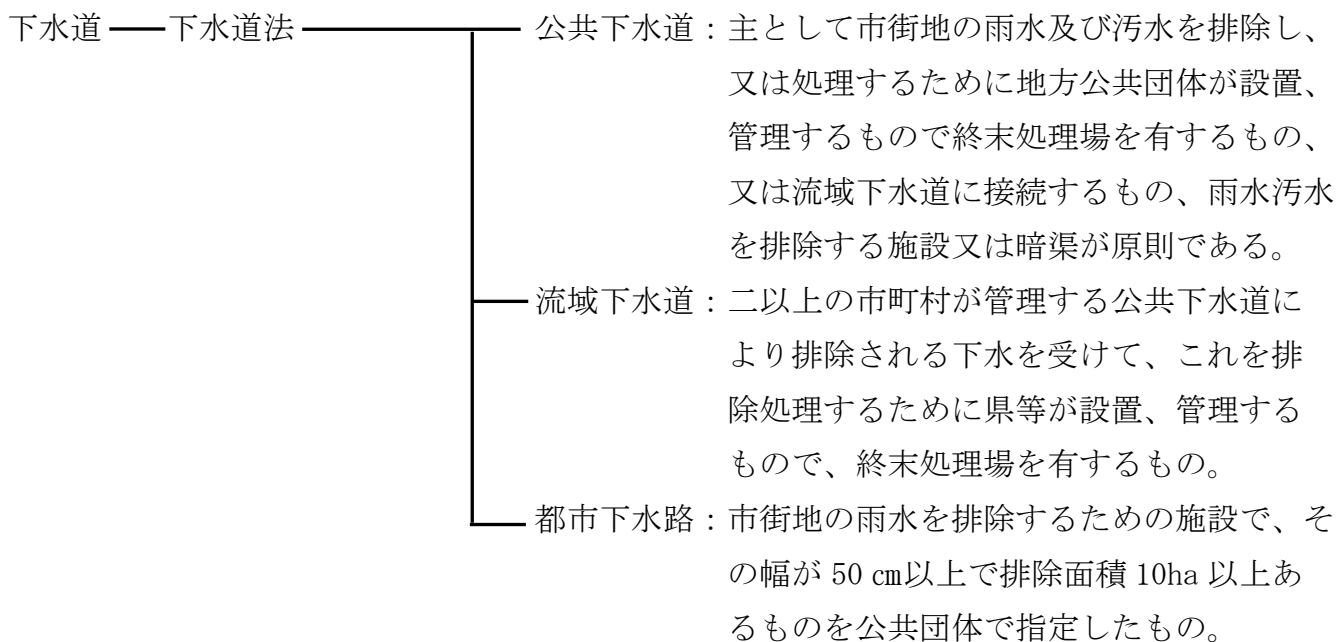 下水道 下水道法 公共下水道：主として市街地の雨水及び汚水を排除し、
又は処理するために地方公共団体が設置、
管理するもので終末処理場を有するもの、
又は流域下水道に接続するもの、雨水汚水
を排除する施設又は暗渠が原則である。
流域下水道：二以上の市町村が管理する公共下水道に
より排除される下水を受けて、これを排
除処理するために県等が設置、管理する
もので、終末処理場を有するもの。
都市下水路：市街地の雨水を排除するための施設で、そ
の幅が 50 ㎝以上で排除面積 10ha 以上あ
るものを公共団体で指定したもの。